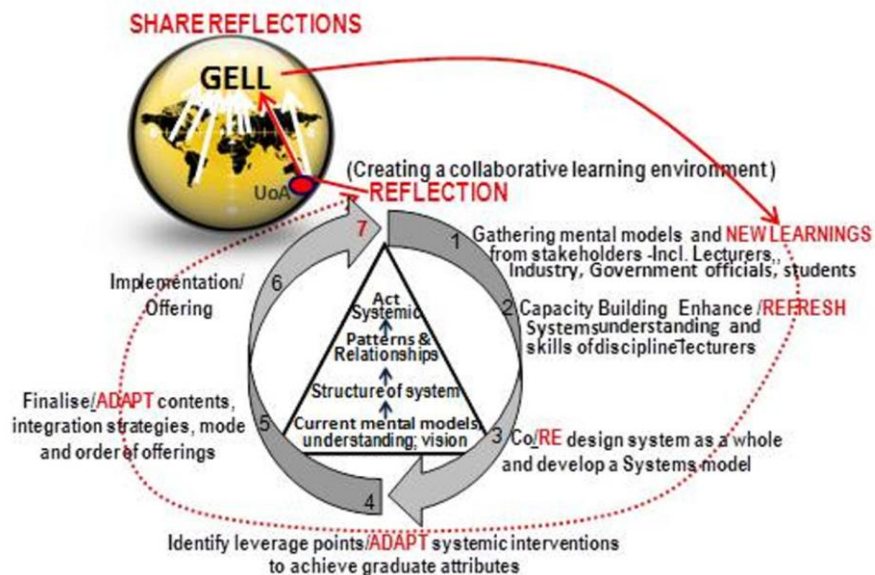 SHARE REFLECTIONS
GELL
UoA
(Creating a collaborative learning environment)
REFLECTION
7
1
Gathering mental models and NEW LEARNINGS
from stakeholders -Incl. Lecturers,,
Industry, Government officials, students
2
Capacity Building Enhance /REFRESH
Systems understanding and
skills of discipline lecturers
3
Co/RE design system as a whole
and develop a Systems model
4
Identify leverage points/ADAPT systemic interventions
to achieve graduate attributes
5
Finalise/ADAPT contents,
integration strategies, mode
and order of offerings
6
Implementation/
Offering
Act
Systemic
Patterns &
Relationships
Structure of system
Current mental models,
understanding; vision